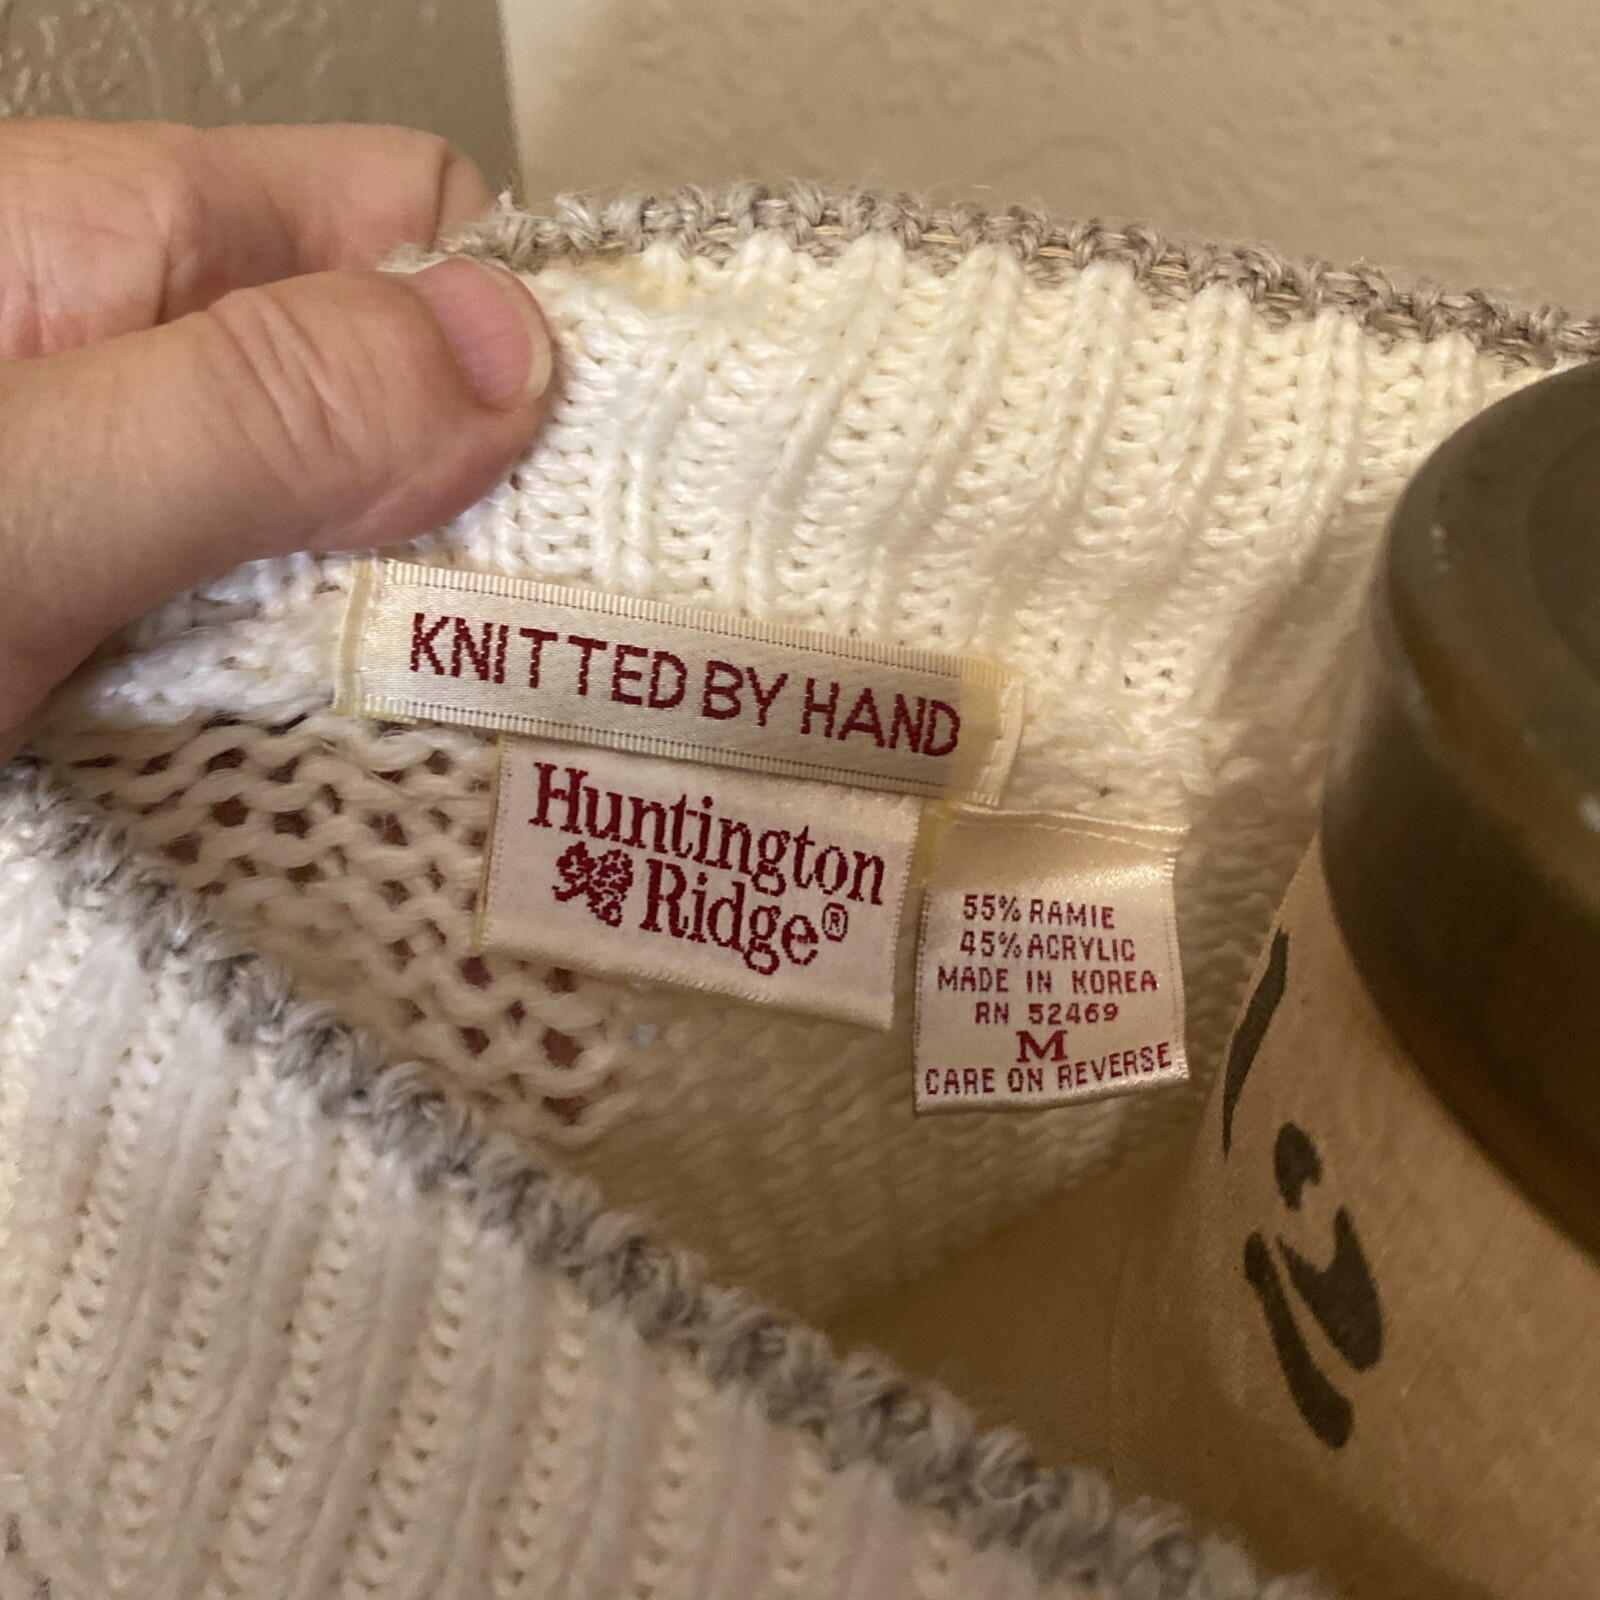 KNITTED BY HAND
Huntington
Ridge®
55% RAMIE
45% ACRYLIC
MADE IN KOREA
RN 52469
M
CARE ON REVERSE